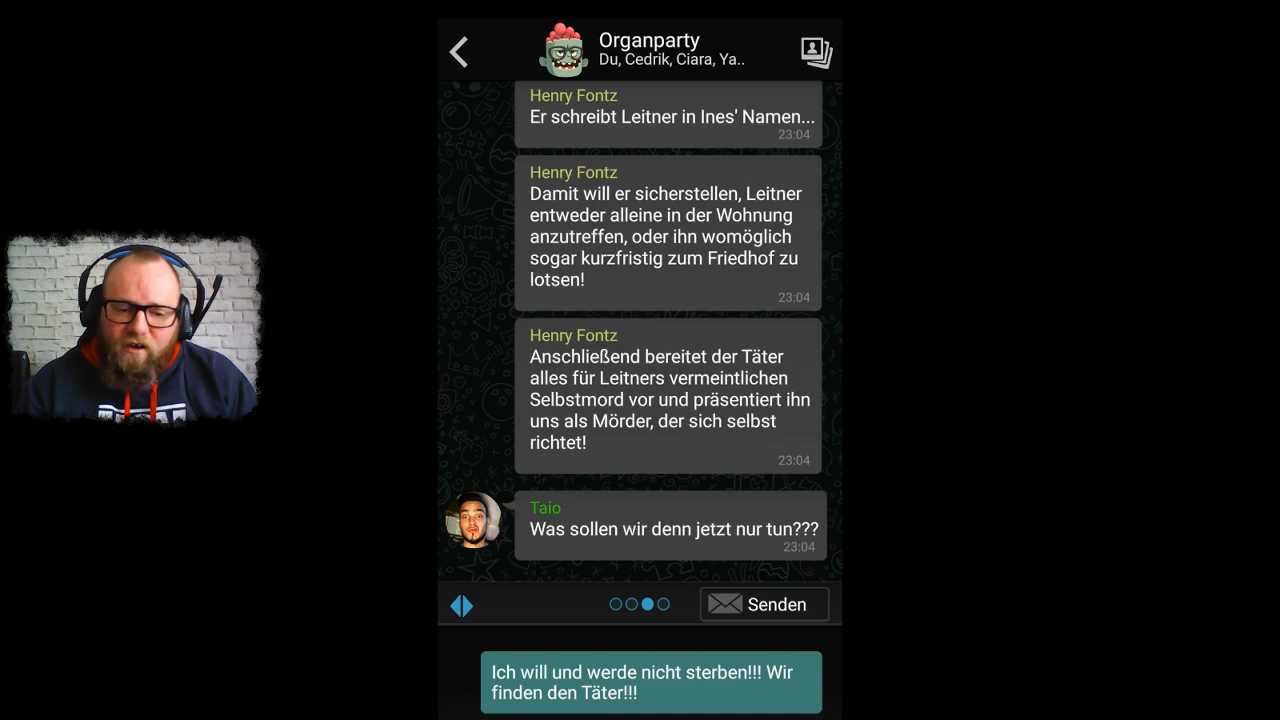 Organparty
Du, Cedrik, Ciara, Ya..
Henry Fontz
Er schreibt Leitner in Ines' Namen...
23:04
Henry Fontz
Damit will er sicherstellen, Leitner
entweder alleine in der Wohnung
anzutreffen, oder ihn womöglich
sogar kurzfristig zum Friedhof zu
lotsen!
23:04
Henry Fontz
Anschließend bereitet der Täter
alles für Leitners vermeintlichen
Selbstmord vor und präsentiert ihn
uns als Mörder, der sich selbst
richtet!
23:04
Taio
Was sollen wir denn jetzt nur tun???
23:04
Senden
Ich will und werde nicht sterben!!! Wir
finden den Täter!!!